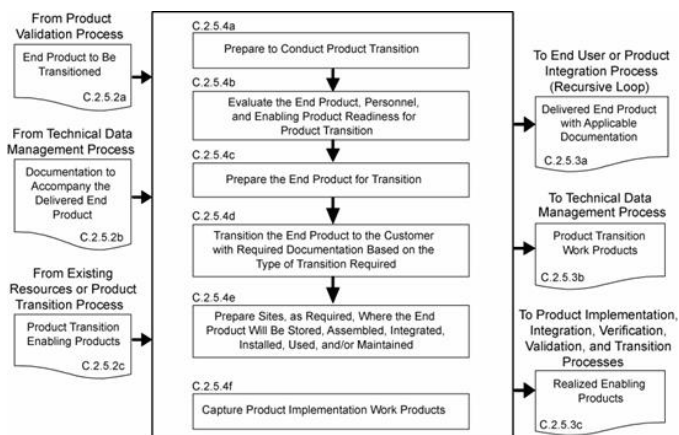 From Product
Validation Process
End Product to Be
Transitioned
C.2.5.2a
From Technical Data
Management Process
Documentation to
Accompany the
Delivered End
Product
C.2.5.2b
From Existing
Resources or Product
Transition Process
Product Transition
Enabling Products
C.2.5.2c
C.2.5.4a
Prepare to Conduct Product Transition
C.2.5.4b
Evaluate the End Product, Personnel,
and Enabling Product Readiness for
Product Transition
C.2.5.4c
Prepare the End Product for Transition
C.2.5.4d
Transition the End Product to the Customer
with Required Documentation Based on the
Type of Transition Required
C.2.5.4e
Prepare Sites, as Required, Where the End
Product Will Be Stored, Assembled, Integrated,
Installed, Used, and/or Maintained
C.2.5.4f
Capture Product Implementation Work Products
To End User or Product
Integration Process
(Recursive Loop)
Delivered End Product
with Applicable
Documentation
C.2.5.3a
To Technical Data
Management Process
Product Transition
Work Products
C.2.5.3b
To Product Implementation,
Integration, Verification,
Validation, and Transition
Processes
Realized Enabling
Products
C.2.5.3c